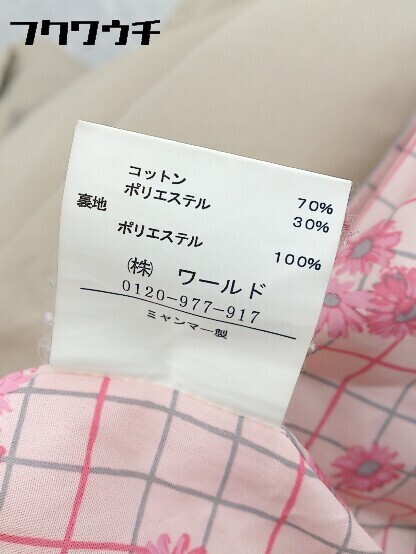 フクワウチ
コットン 70%
ポリエステル 30%
裏地
ポリエステル 100%
㈱ ワールド
0120-977-917
ミャンマー製